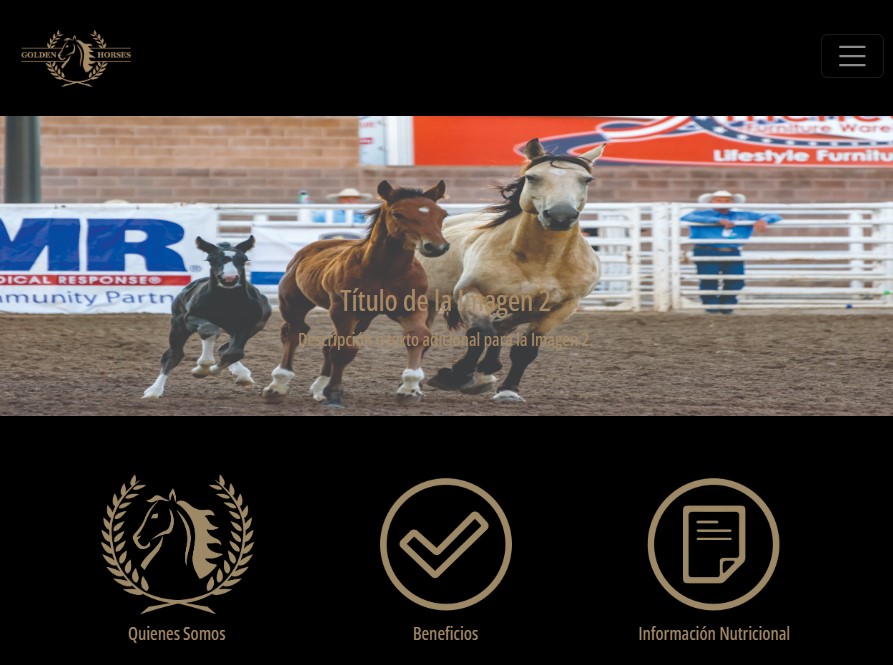 GOLDEN HORSES
Furniture Ware
Lifestyle Furnitu
MR
DICAL RESPONSE®
mmunity Partn
Título de la Imagen 2
Descripción o texto adicional para la Imagen 2.
Quienes Somos
Beneficios
Información Nutricional